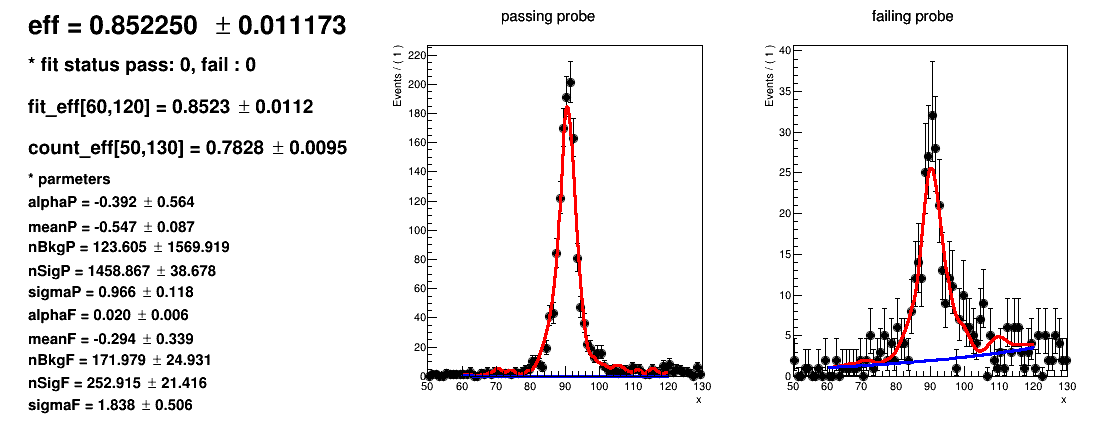 eff = 0.852250 ± 0.011173
* fit status pass: 0, fail : 0
fit_eff[60,120] = 0.8523 ± 0.0112
count_eff[50,130] = 0.7828 ± 0.0095
* parmeters
alphaP = -0.392 ± 0.564
meanP = -0.547 ± 0.087
nBkgP = 123.605 ± 1569.919
nSigP = 1458.867 ± 38.678
sigmaP = 0.966 ± 0.118
alphaF = 0.020 ± 0.006
meanF = -0.294 ± 0.339
nBkgF = 171.979 ± 24.931
nSigF = 252.915 ± 21.416
sigmaF = 1.838 ± 0.506
passing probe
Events / ( 1 )
220
200
180
160
140
120
100
80
60
40
20
0
50 60 70 80 90 100 110 120 130
x
failing probe
Events / ( 1 )
40
35
30
25
20
15
10
5
0
50 60 70 80 90 100 110 120 130
x